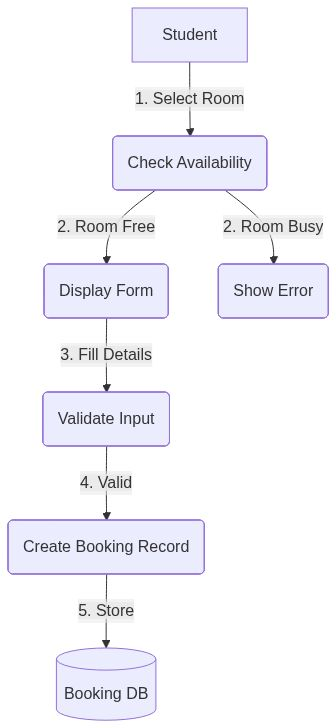 Student
1. Select Room
Check Availability
2. Room Free
2. Room Busy
Display Form
Show Error
3. Fill Details
Validate Input
4. Valid
Create Booking Record
5. Store
Booking DB